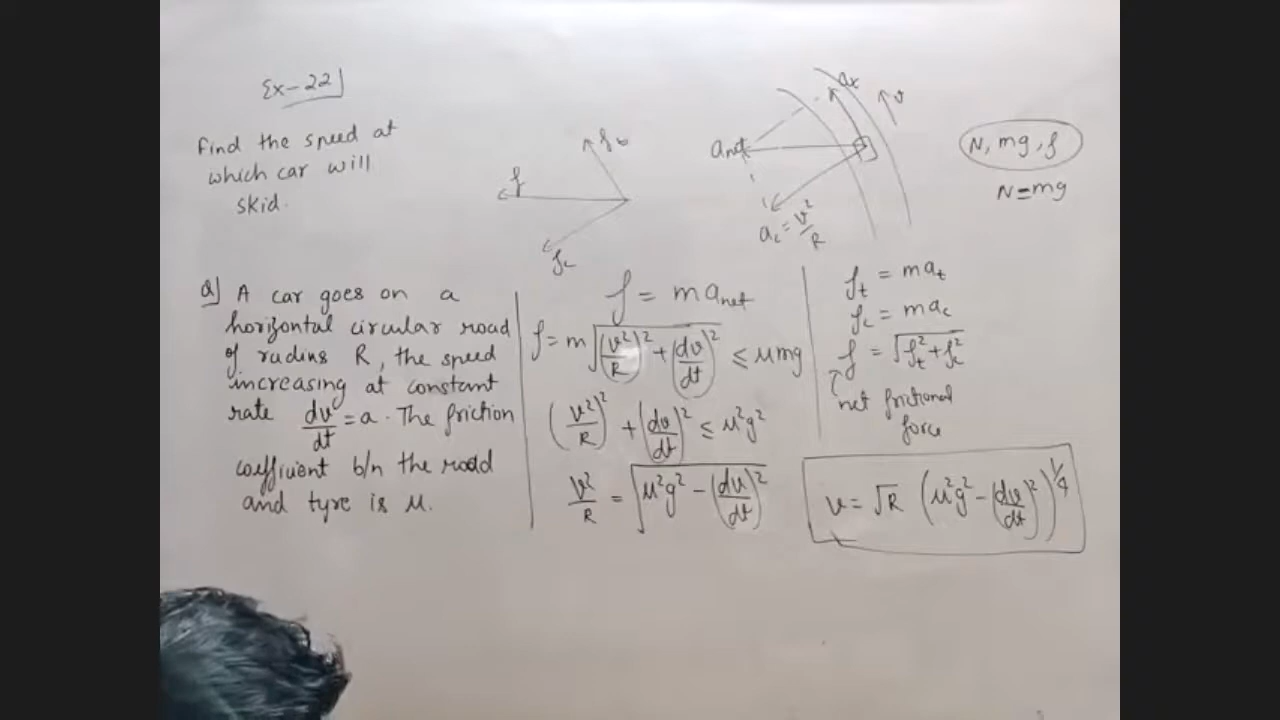 Ex-22
find the speed at
which car will
skid.
f
ft
fc
at
v
anet
ac = v²/R
N, mg, f
N = mg
Q] A car goes on a
horizontal circular road
of radius R, the speed
increasing at constant
rate dv/dt = a. The friction
coefficient b/n the road
and tyre is μ.
f = m anet
f = m √((v²/R)² + (dv/dt)²) ≤ μmg
(v²/R)² + (dv/dt)² ≤ μ²g²
v²/R = √(μ²g² - (dv/dt)²)
ft = mat
fc = mac
f = √(ft² + fc²)
net frictional
force
v = √R (μ²g² - (dv/dt)²)^1/4